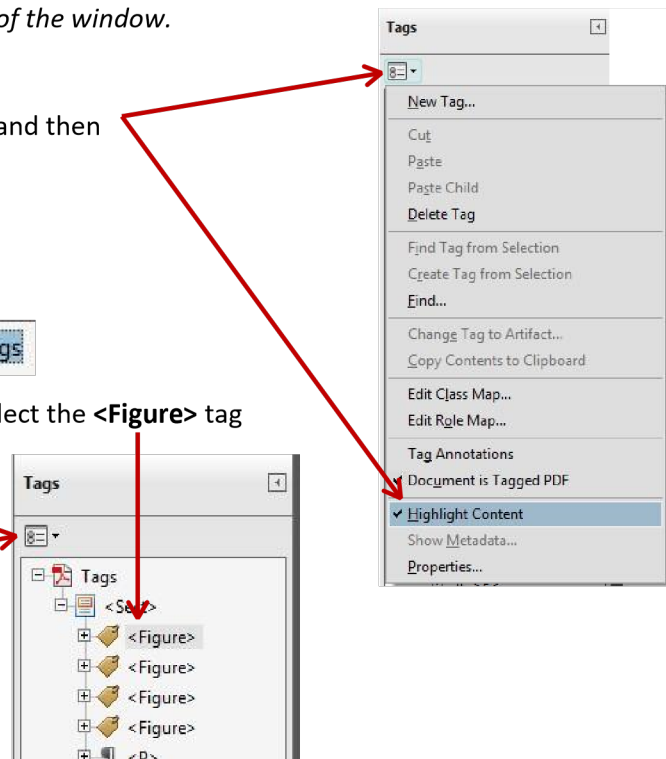 of the window.
and then
gs
lect the <Figure> tag
Tags
Tags
<Figure>
<Figure>
<Figure>
<Figure>
<P>
Tags
New Tag...
Cut
Paste
Paste Child
Delete Tag
Find Tag from Selection
Create Tag from Selection
Find...
Change Tag to Artifact...
Copy Contents to Clipboard
Edit Class Map...
Edit Role Map...
Tag Annotations
Document is Tagged PDF
Highlight Content
Show Metadata...
Properties...